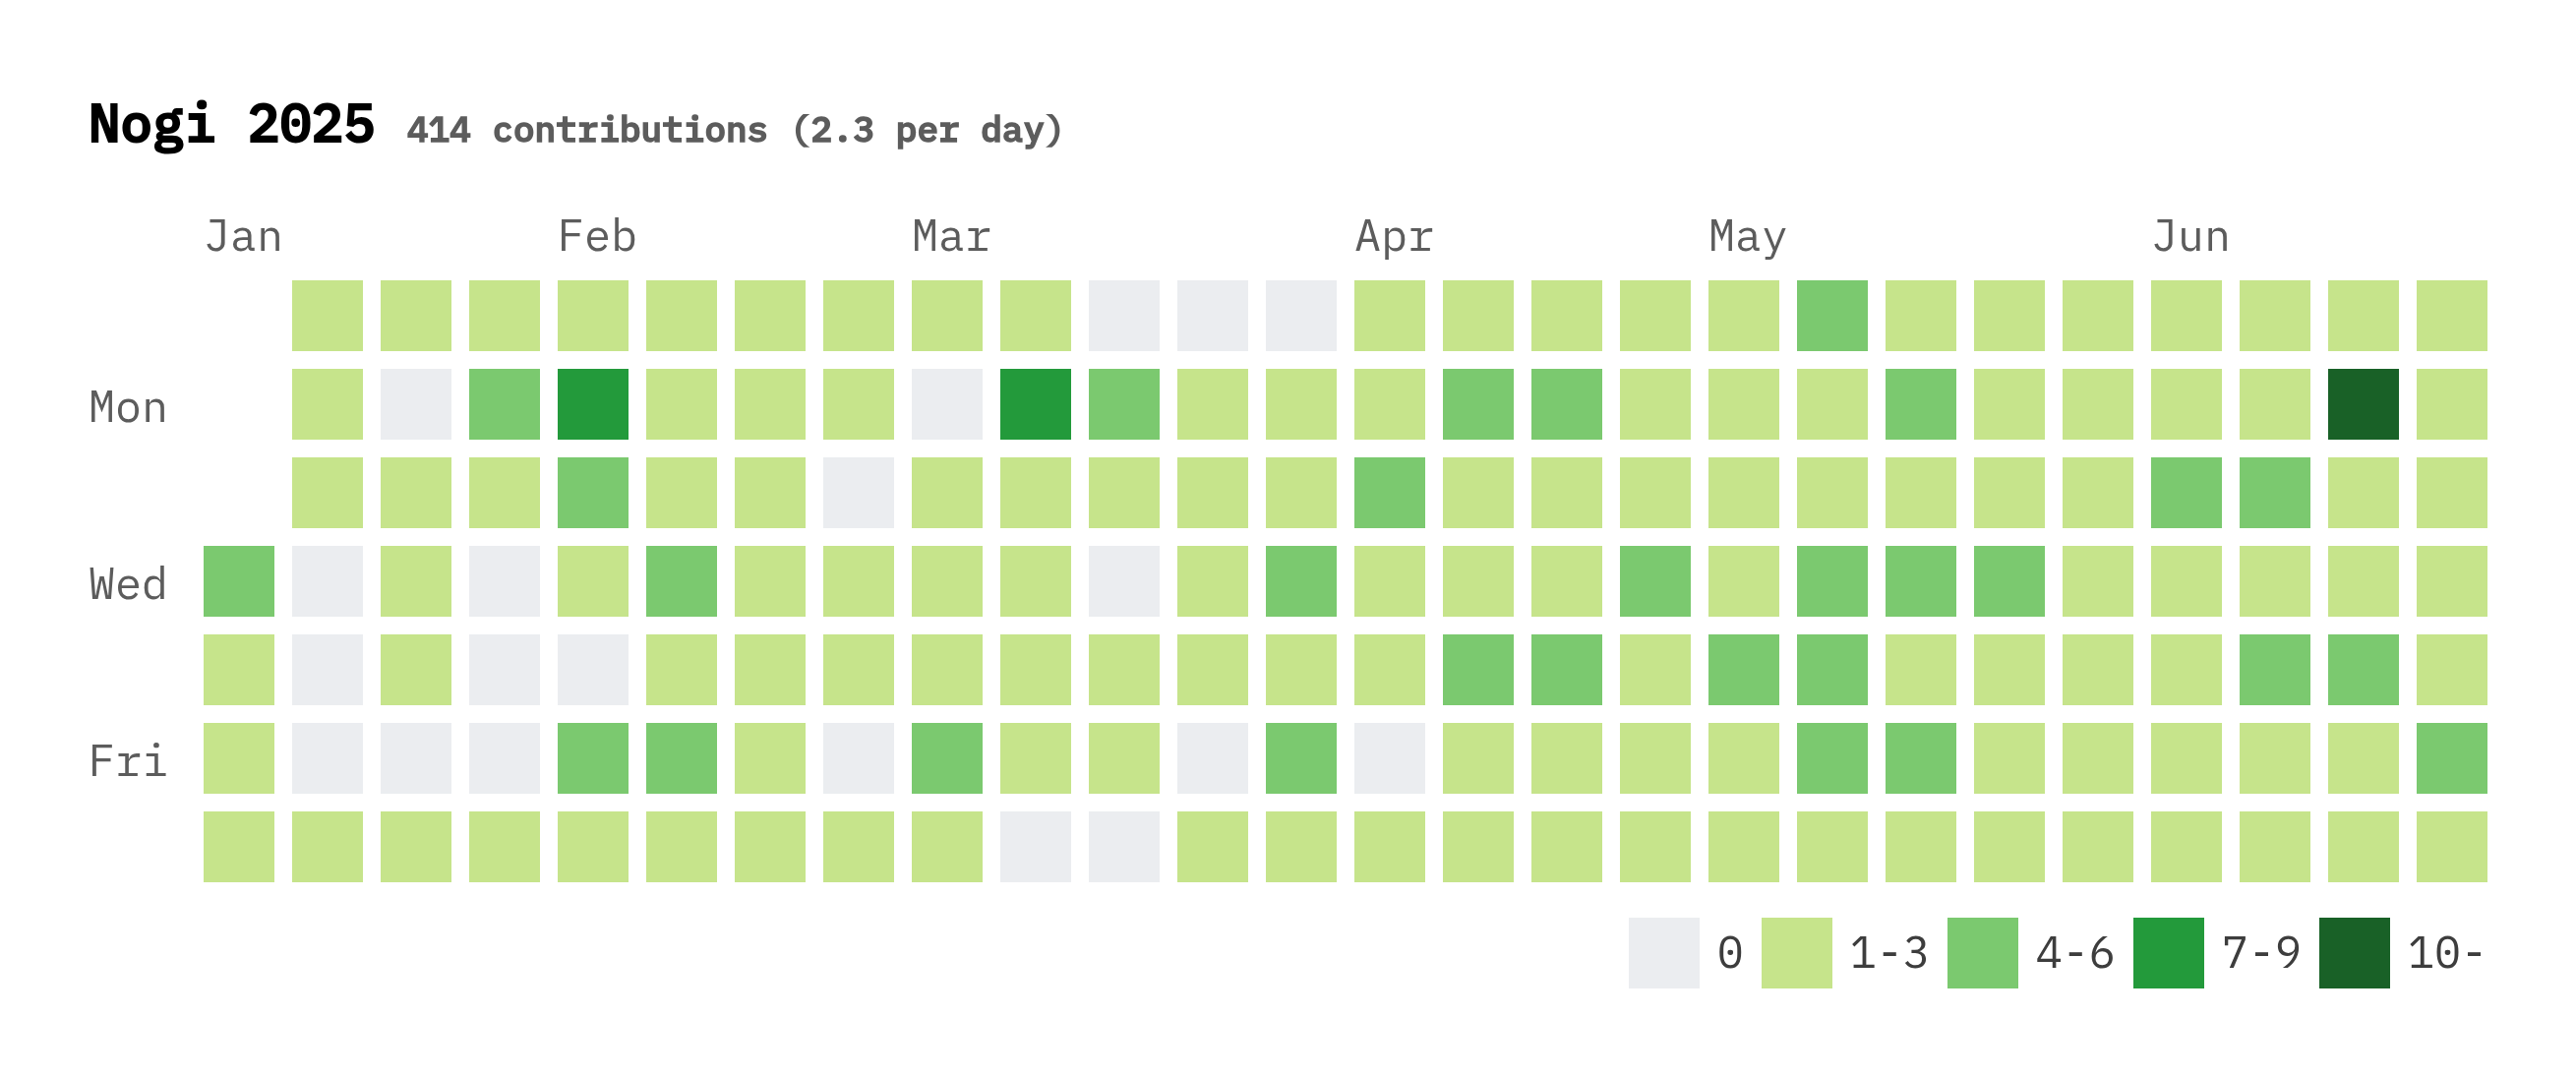 Nogi 2025 414 contributions (2.3 per day)
Jan Feb Mar Apr May Jun
Mon
Wed
Fri
0 1-3 4-6 7-9 10-